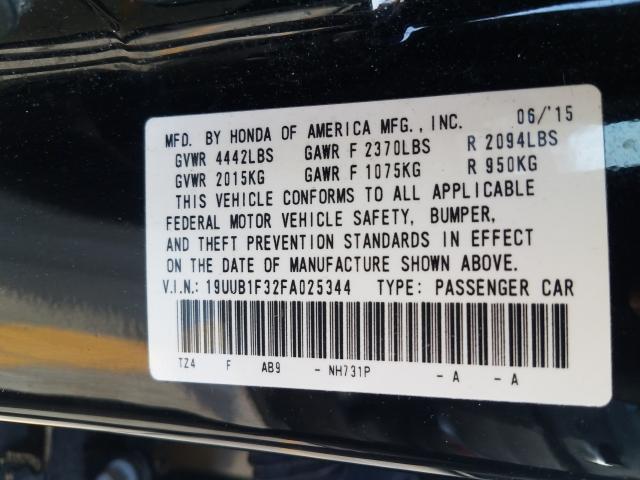 MFD. BY HONDA OF AMERICA MFG., INC. 06/'15
GVWR 4442LBS GAWR F 2370LBS R 2094LBS
GVWR 2015KG GAWR F 1075KG R 950KG
THIS VEHICLE CONFORMS TO ALL APPLICABLE
FEDERAL MOTOR VEHICLE SAFETY, BUMPER,
AND THEFT PREVENTION STANDARDS IN EFFECT
ON THE DATE OF MANUFACTURE SHOWN ABOVE.
V.I.N.: 19UUB1F32FA025344 TYPE: PASSENGER CAR
TZ4 F AB9 - NH731P - A - A